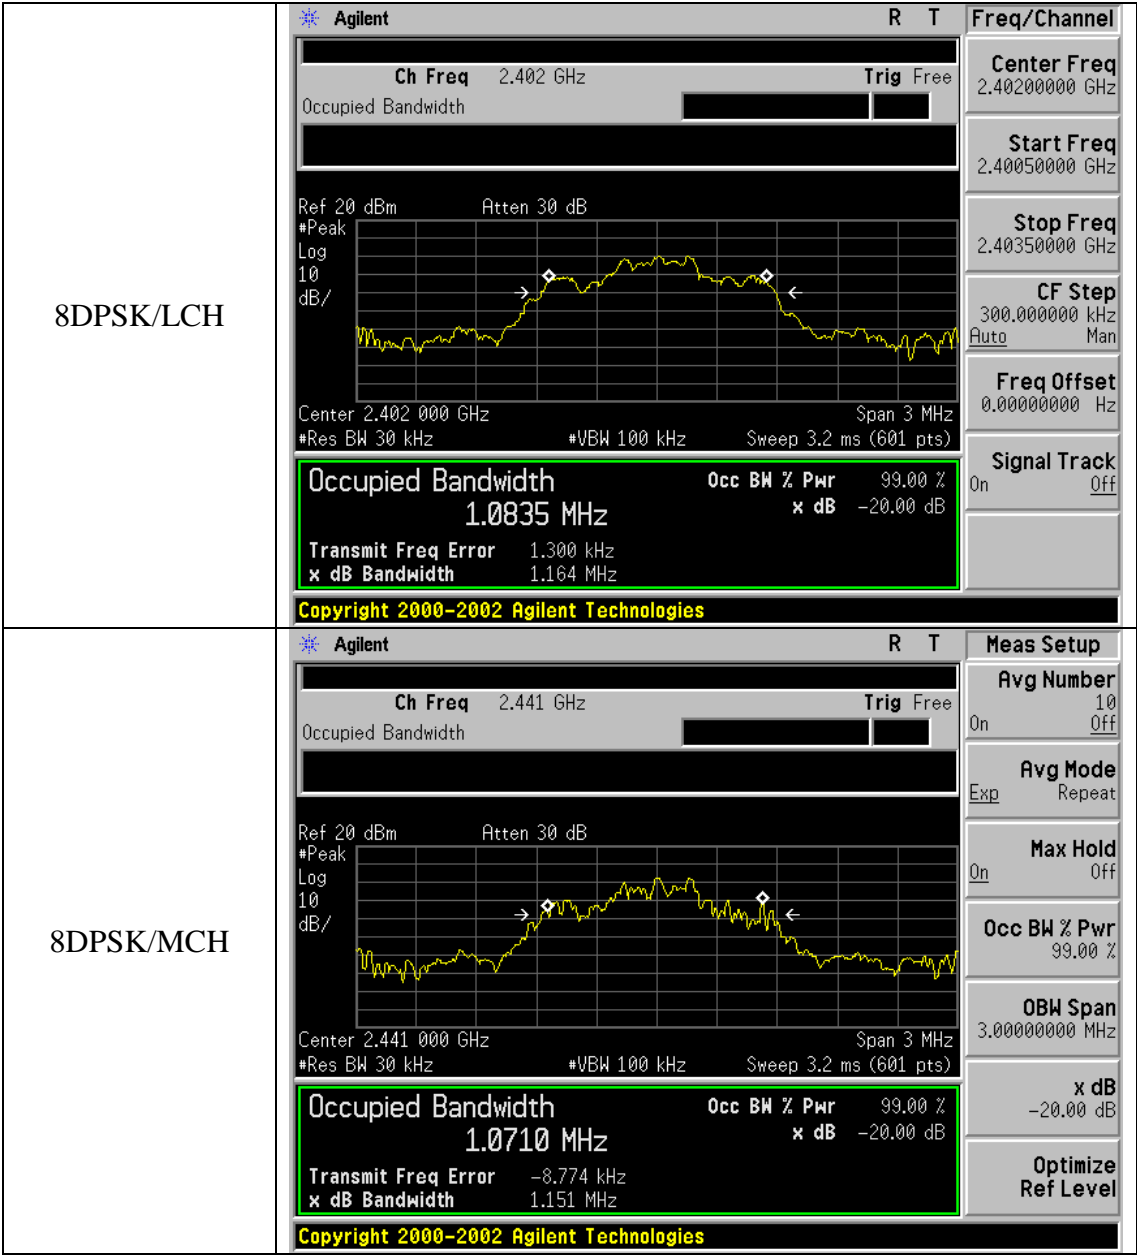 8DPSK/LCH
Agilent R T
Ch Freq 2.402 GHz Trig Free
Occupied Bandwidth
Ref 20 dBm Atten 30 dB
#Peak
Log
10
dB/
Center 2.402 000 GHz Span 3 MHz
#Res BW 30 kHz #VBW 100 kHz Sweep 3.2 ms (601 pts)
Occupied Bandwidth Occ BW % Pwr 99.00 %
1.0835 MHz x dB -20.00 dB
Transmit Freq Error 1.300 kHz
x dB Bandwidth 1.164 MHz
Copyright 2000-2002 Agilent Technologies
Freq/Channel
Center Freq
2.40200000 GHz
Start Freq
2.40050000 GHz
Stop Freq
2.40350000 GHz
CF Step
300.000000 kHz
Auto Man
Freq Offset
0.00000000 Hz
Signal Track
On Off
8DPSK/MCH
Agilent R T
Ch Freq 2.441 GHz Trig Free
Occupied Bandwidth
Ref 20 dBm Atten 30 dB
#Peak
Log
10
dB/
Center 2.441 000 GHz Span 3 MHz
#Res BW 30 kHz #VBW 100 kHz Sweep 3.2 ms (601 pts)
Occupied Bandwidth Occ BW % Pwr 99.00 %
1.0710 MHz x dB -20.00 dB
Transmit Freq Error -8.774 kHz
x dB Bandwidth 1.151 MHz
Copyright 2000-2002 Agilent Technologies
Meas Setup
Avg Number
10
On Off
Avg Mode
Exp Repeat
Max Hold
On Off
Occ BW % Pwr
99.00 %
OBW Span
3.00000000 MHz
x dB
-20.00 dB
Optimize
Ref Level